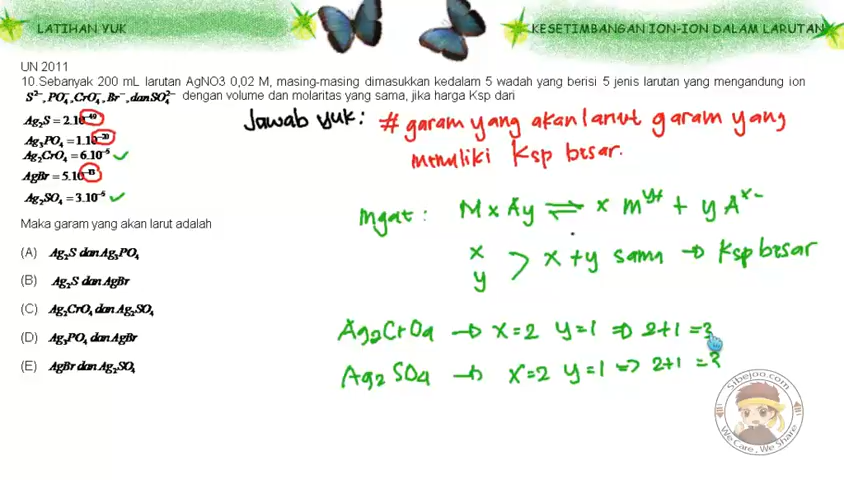 LATIHAN YUK
KESETIMBANGAN ION-ION DALAM LARUTAN
UN 2011
10.Sebanyak 200 mL larutan AgNO3 0,02 M, masing-masing dimasukkan kedalam 5 wadah yang berisi 5 jenis larutan yang mengandung ion
S²⁻, PO₄⁻, CrO₄⁻, Br⁻, dan SO₄²⁻ dengan volume dan molaritas yang sama, jika harga Ksp dari
Ag₂S = 2.10⁻⁴⁹
Ag₃PO₄ = 1.10⁻²⁰
Ag₂CrO₄ = 6.10⁻⁵ ✓
AgBr = 5.10⁻¹³
Ag₂SO₄ = 3.10⁻⁵ ✓
Maka garam yang akan larut adalah
(A) Ag₂S dan Ag₃PO₄
(B) Ag₂S dan AgBr
(C) Ag₂CrO₄ dan Ag₂SO₄
(D) Ag₃PO₄ dan AgBr
(E) AgBr dan Ag₂SO₄
Jawab yuk: # garam yang akan larut garam yang
memiliki Ksp besar.
Ingat: MxAy ⇌ x M^y+ + y A^x-
x
y > x + y sama → Ksp besar
Ag₂CrO₄ → x=2 y=1 ⇒ 2+1 =3
Ag₂SO₄ → x=2 y=1 ⇒ 2+1 =3
Sibejoo.com
We Care, We Share